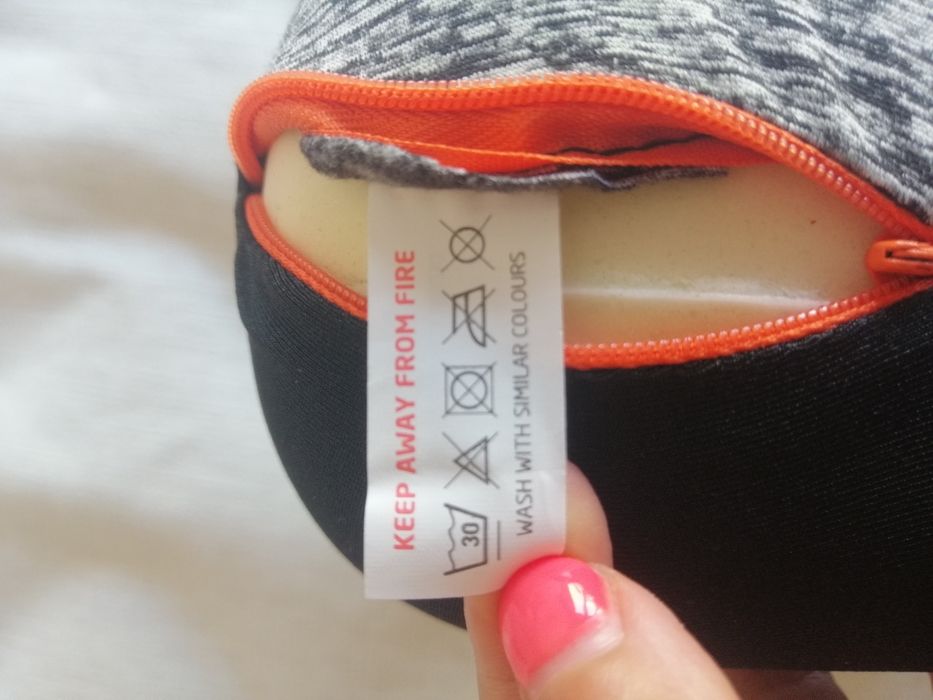 KEEP AWAY FROM FIRE
30
WASH WITH SIMILAR COLOURS